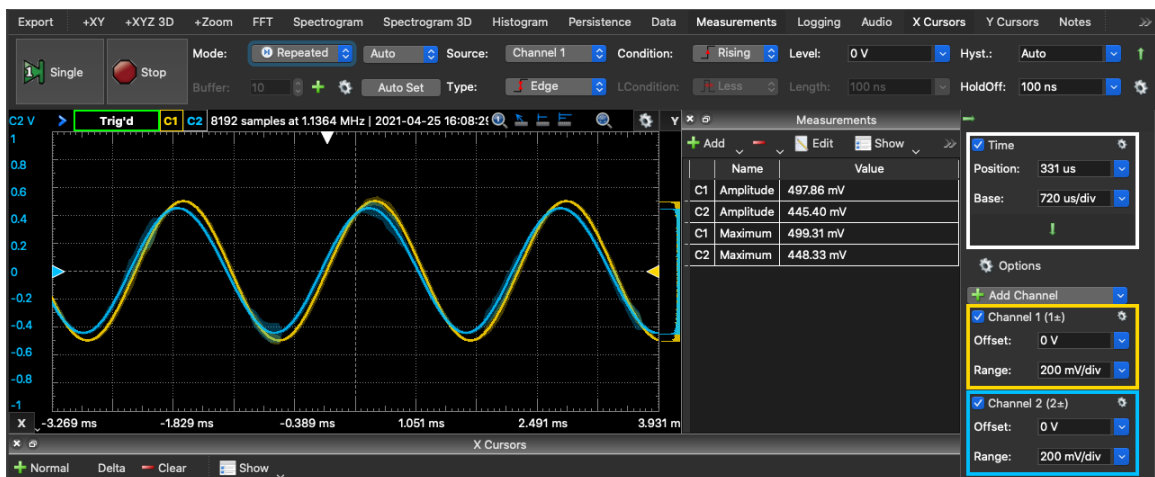 Export +XY +XYZ 3D +Zoom FFT Spectrogram Spectrogram 3D Histogram Persistence Data Measurements Logging Audio X Cursors Y Cursors Notes
Mode: Repeated Auto Source: Channel 1 Condition: Rising Level: 0 V Hyst.: Auto
Single Stop
Buffer: 10 Auto Set Type: Edge LCondition: Less Length: 100 ns HoldOff: 100 ns
C2 V Trig'd C1 C2 8192 samples at 1.1364 MHz | 2021-04-25 16:08:2 Y
1
0.8
0.6
0.4
0.2
0
-0.2
-0.4
-0.6
-0.8
-1
X -3.269 ms -1.829 ms -0.389 ms 1.051 ms 2.491 ms 3.931 m
Measurements
Add Edit Show
Name Value
C1 Amplitude 497.86 mV
C2 Amplitude 445.40 mV
C1 Maximum 499.31 mV
C2 Maximum 448.33 mV
Time
Position: 331 us
Base: 720 us/div
Options
Add Channel
Channel 1 (1±)
Offset: 0 V
Range: 200 mV/div
Channel 2 (2±)
Offset: 0 V
Range: 200 mV/div
X Cursors
Normal Delta Clear Show